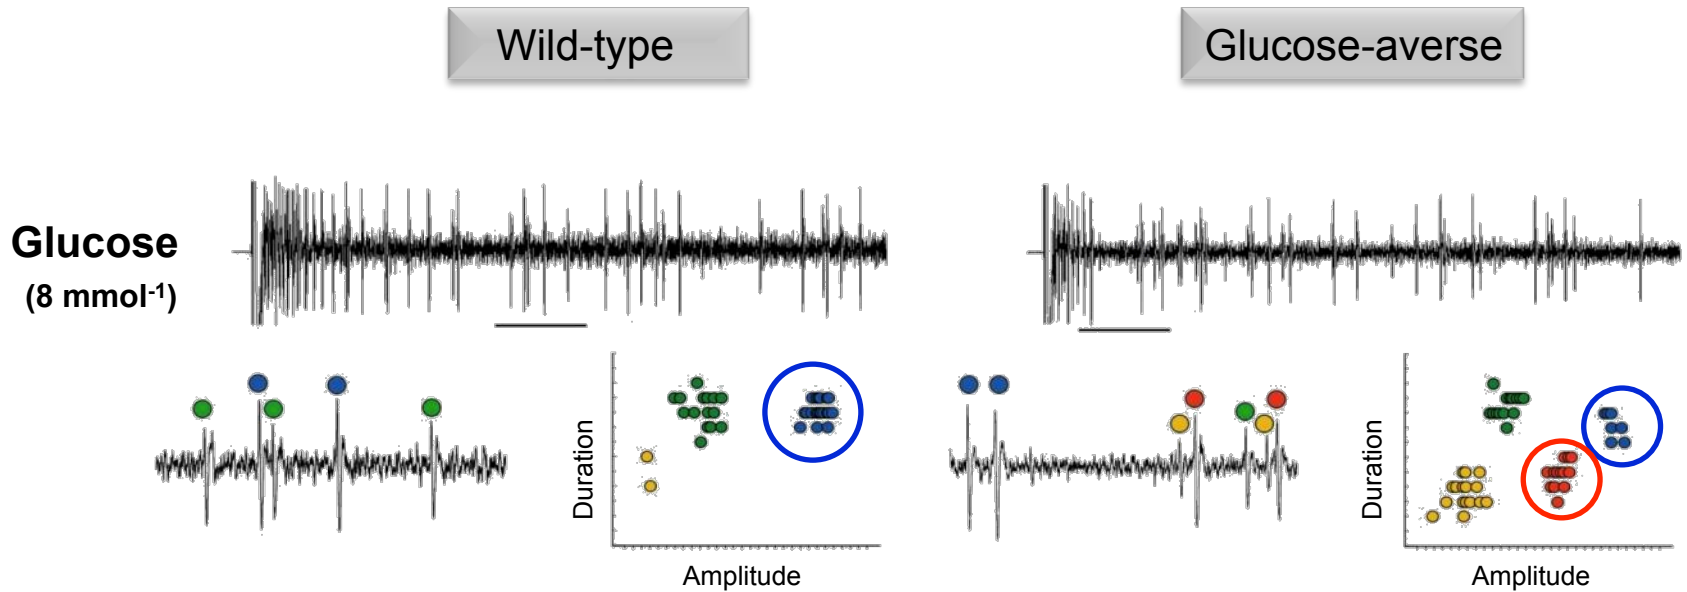 Wild-type
Glucose-averse
Glucose
(8 mmol-1)
Duration
Amplitude
Duration
Amplitude